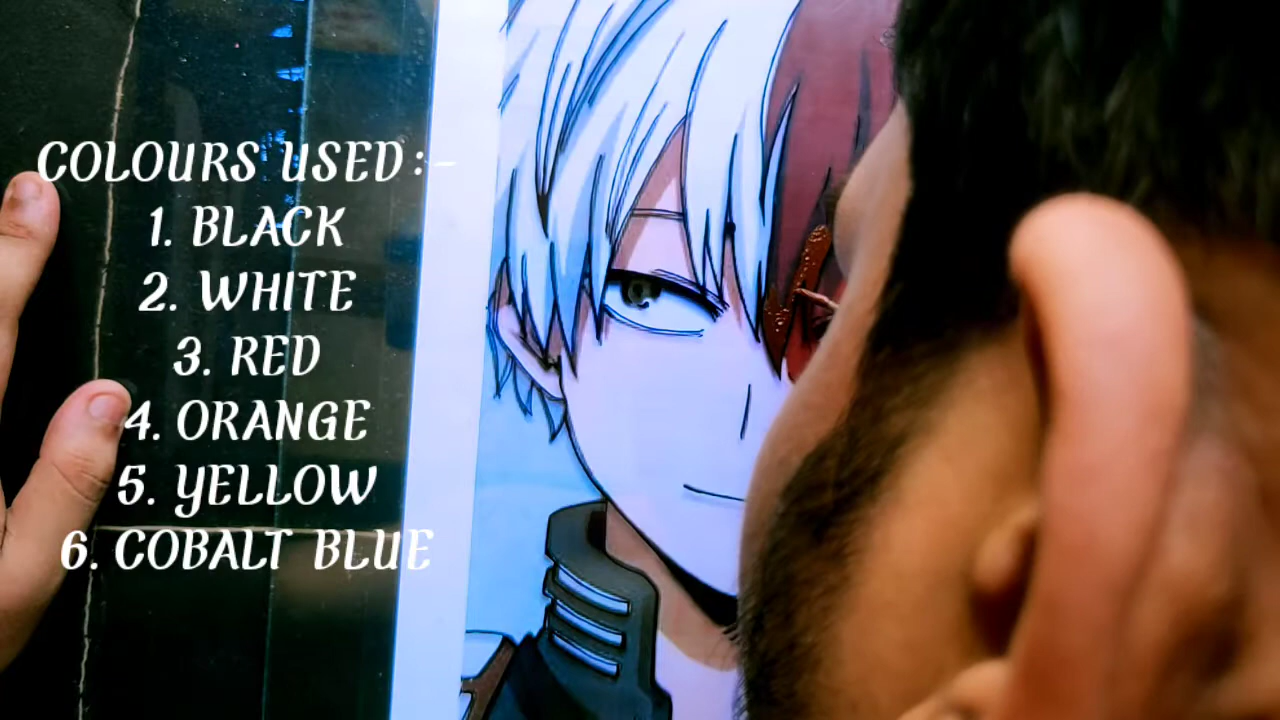 COLOURS USED:-
1. BLACK
2. WHITE
3. RED
4. ORANGE
5. YELLOW
6. COBALT BLUE